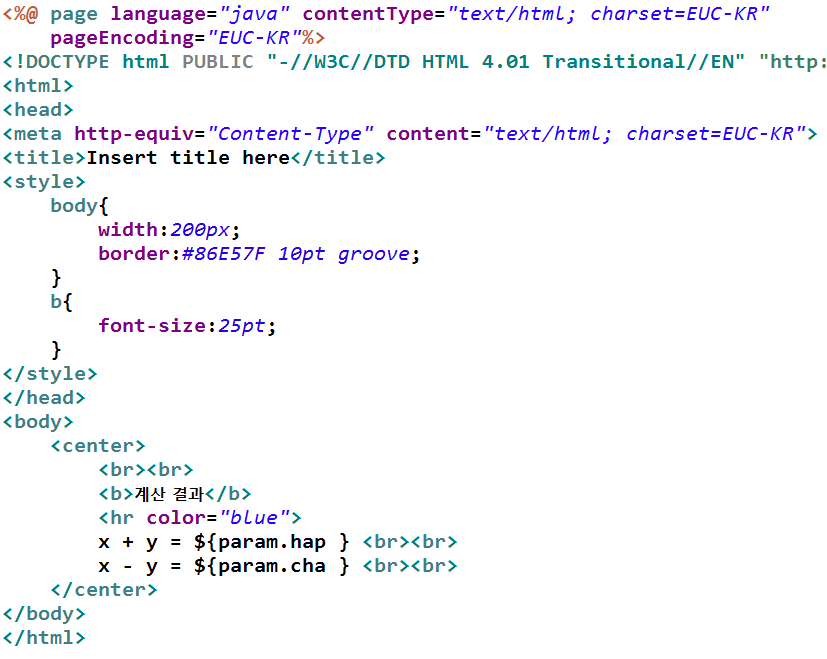 <%@ page language="java" contentType="text/html; charset=EUC-KR"
    pageEncoding="EUC-KR"%>
<!DOCTYPE html PUBLIC "-//W3C//DTD HTML 4.01 Transitional//EN" "http:
<html>
<head>
<meta http-equiv="Content-Type" content="text/html; charset=EUC-KR">
<title>Insert title here</title>
<style>
    body{
        width:200px;
        border:#86E57F 10pt groove;
    }
    b{
        font-size:25pt;
    }
</style>
</head>
<body>
    <center>
        <br><br>
        <b>계산 결과</b>
        <hr color="blue">
        x + y = ${param.hap } <br><br>
        x - y = ${param.cha } <br><br>
    </center>
</body>
</html>